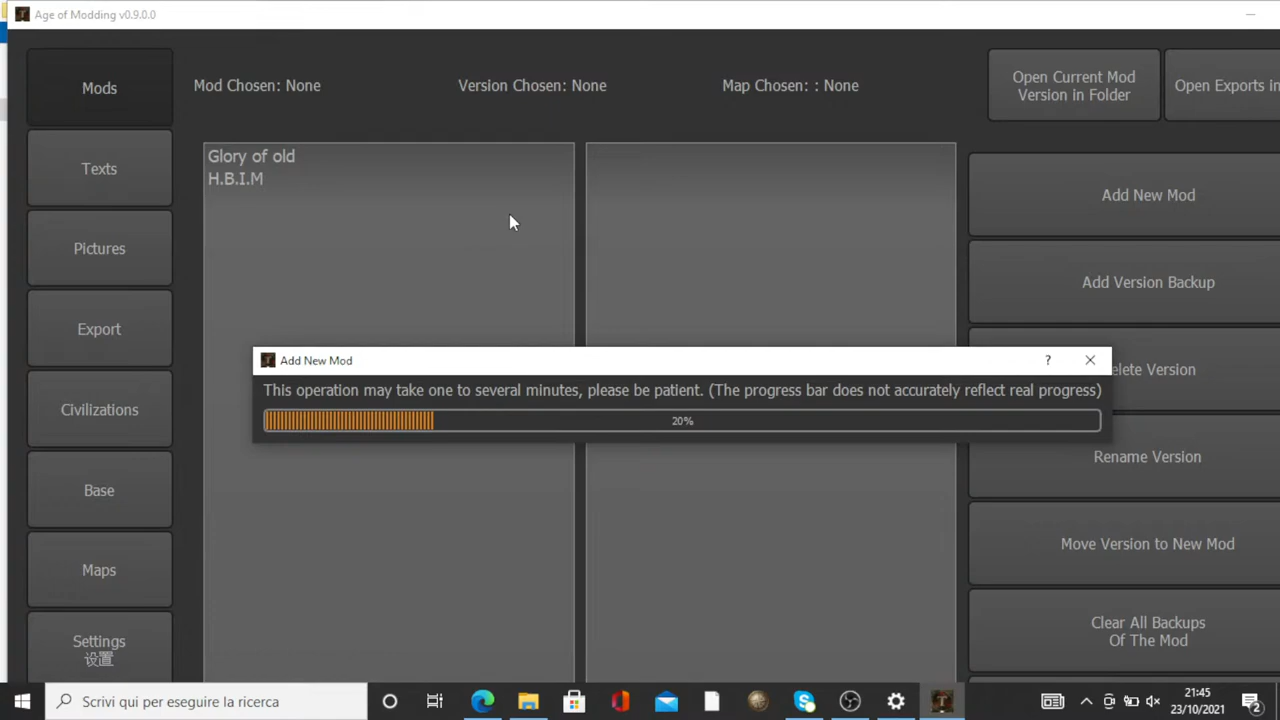 Age of Modding v0.9.0.0
Mods
Mod Chosen: None
Version Chosen: None
Map Chosen: : None
Open Current Mod
Version in Folder
Open Exports in
Texts
Glory of old
H.B.I.M
Add New Mod
Pictures
Add Version Backup
Export
Add New Mod
?
This operation may take one to several minutes, please be patient. (The progress bar does not accurately reflect real progress)
20%
elete Version
Civilizations
Rename Version
Base
Move Version to New Mod
Maps
Clear All Backups
Of The Mod
Settings
设置
Scrivi qui per eseguire la ricerca
21:45
23/10/2021
2